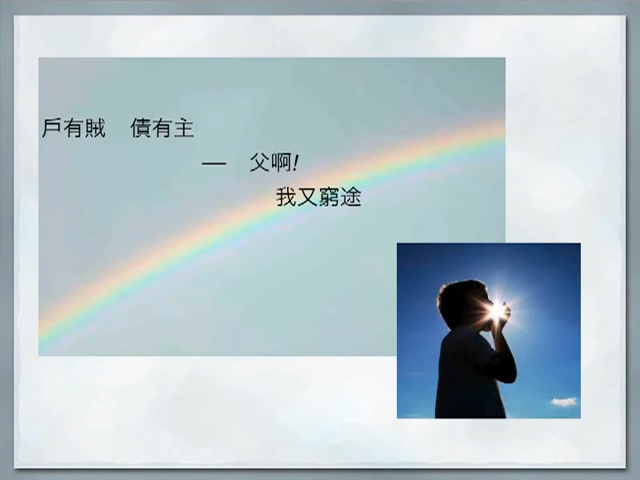 戶有賊　債有主
—　父啊!
我又窮途